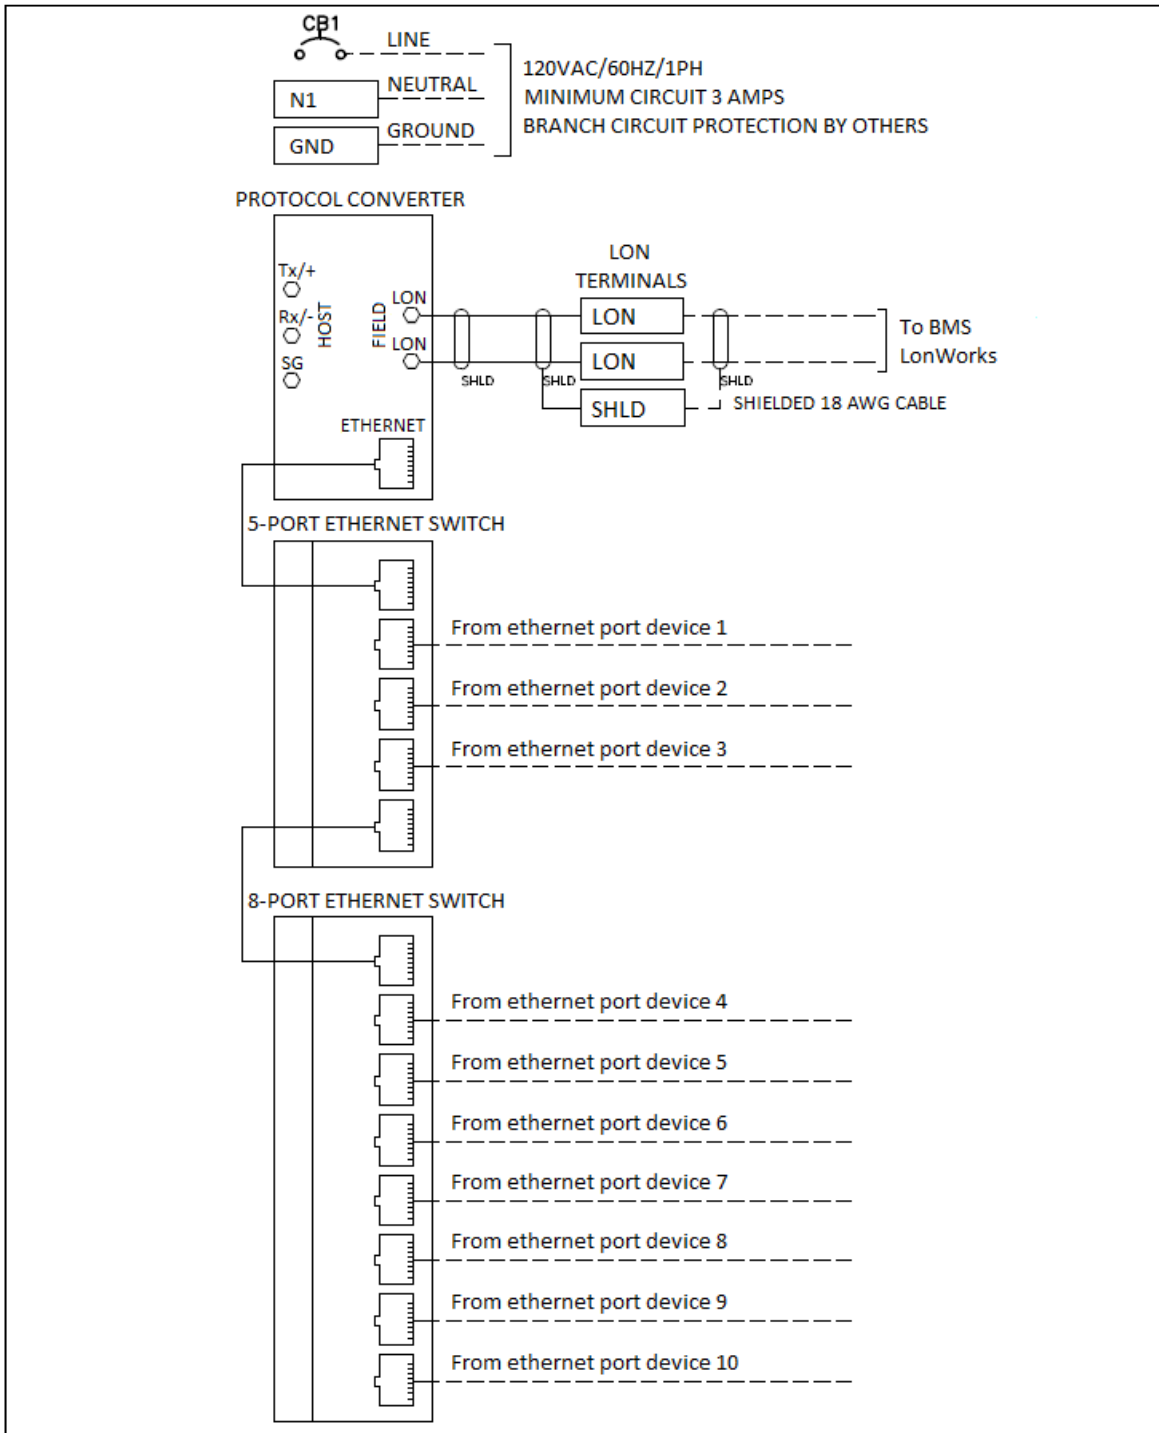 CB1
LINE
NEUTRAL
N1
GROUND
GND
120VAC/60HZ/1PH
MINIMUM CIRCUIT 3 AMPS
BRANCH CIRCUIT PROTECTION BY OTHERS
PROTOCOL CONVERTER
Tx/+
Rx/-
SG
HOST
FIELD
LON
LON
ETHERNET
SHLD
SHLD
LON
TERMINALS
LON
LON
SHLD
SHLD
SHIELDED 18 AWG CABLE
To BMS
LonWorks
5-PORT ETHERNET SWITCH
From ethernet port device 1
From ethernet port device 2
From ethernet port device 3
8-PORT ETHERNET SWITCH
From ethernet port device 4
From ethernet port device 5
From ethernet port device 6
From ethernet port device 7
From ethernet port device 8
From ethernet port device 9
From ethernet port device 10